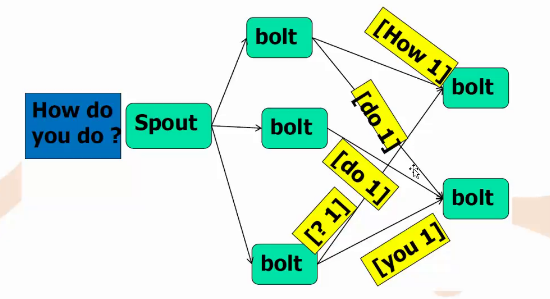 How do
you do ?
Spout
bolt
bolt
bolt
[How 1]
[do 1]
[do 1]
[? 1]
[you 1]
bolt
bolt